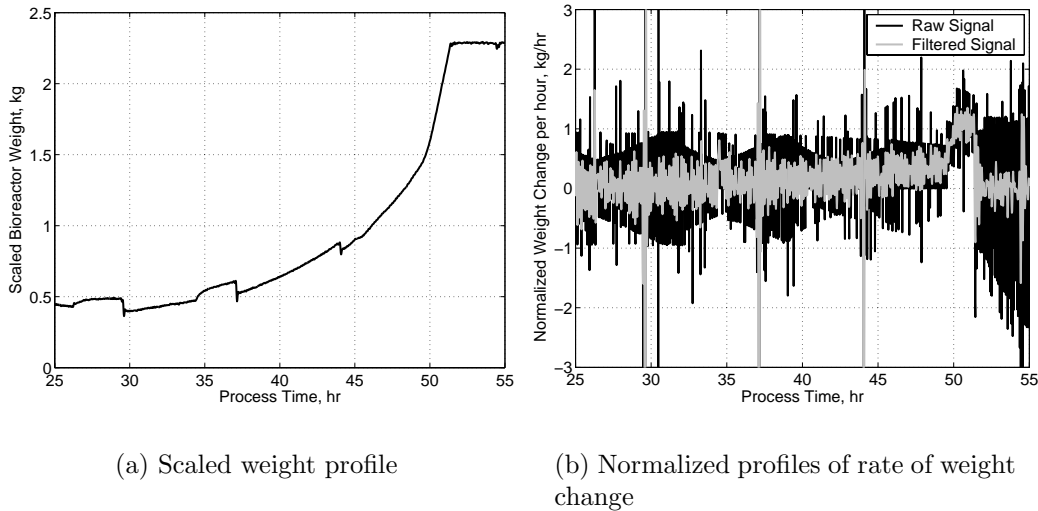 2.5
2
1.5
1
0.5
0
25 30 35 40 45 50 55
Process Time, hr
Scaled Bioreactor Weight, kg
3
2
1
0
−1
−2
−3
25 30 35 40 45 50 55
Process Time, hr
Normalized Weight Change per hour, kg/hr
Raw Signal
Filtered Signal
(a) Scaled weight profile
(b) Normalized profiles of rate of weight
change